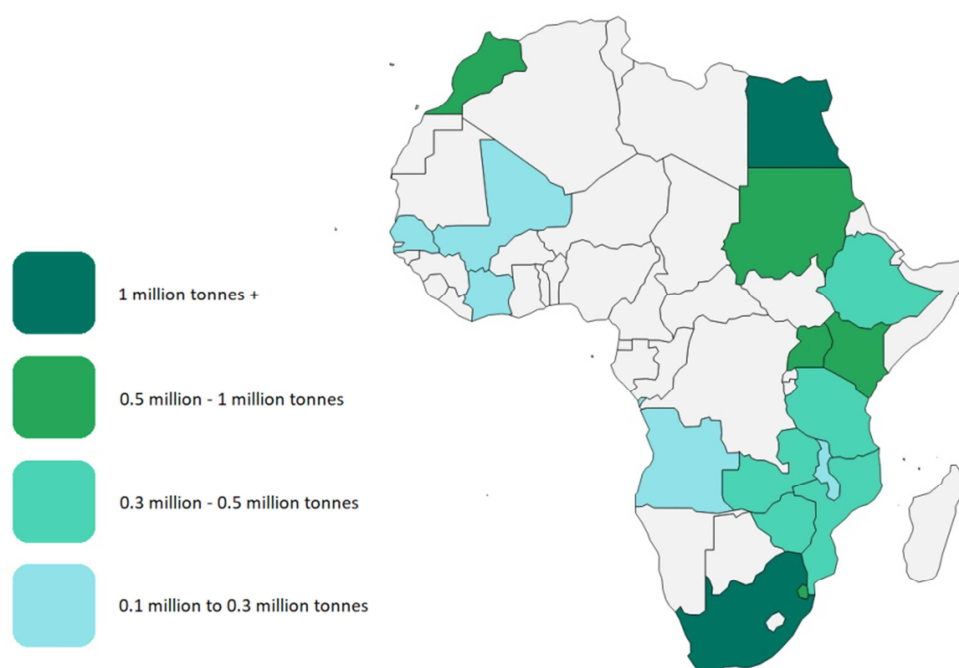 1 million tonnes +
0.5 million - 1 million tonnes
0.3 million - 0.5 million tonnes
0.1 million to 0.3 million tonnes